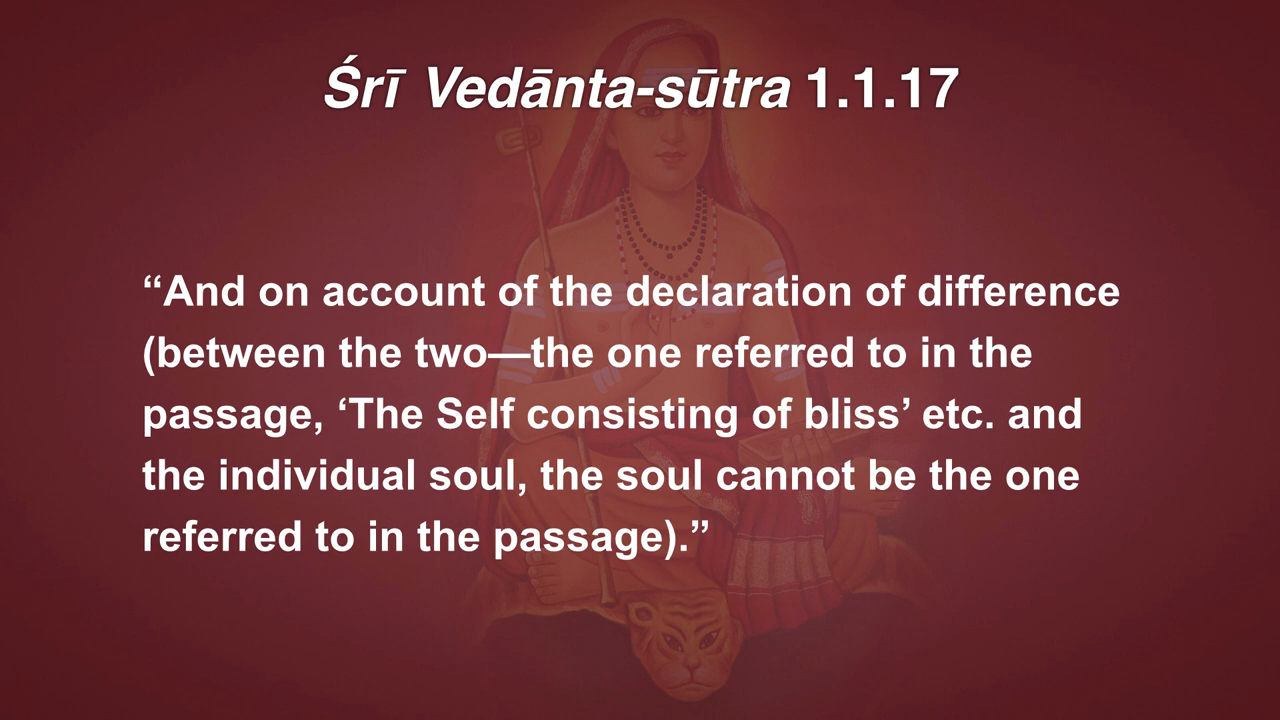 Śrī Vedānta-sūtra 1.1.17
“And on account of the declaration of difference
(between the two—the one referred to in the
passage, ‘The Self consisting of bliss’ etc. and
the individual soul, the soul cannot be the one
referred to in the passage).”